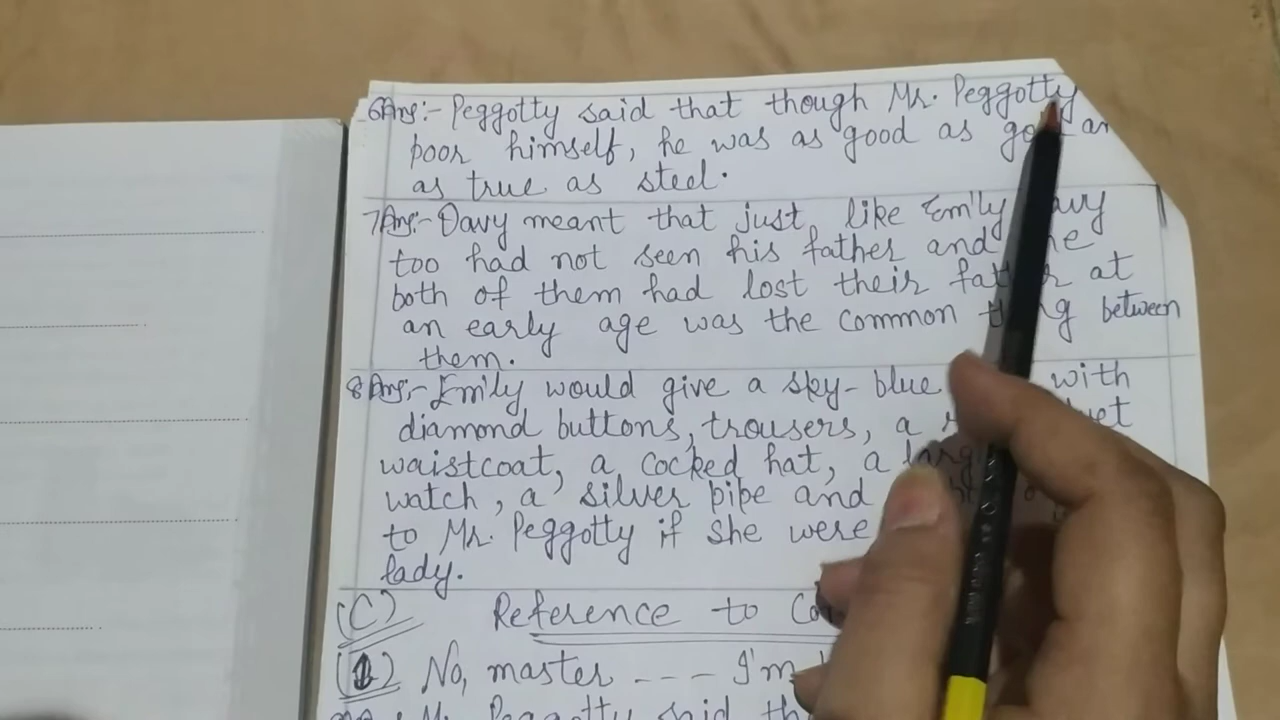 6Ans:- Peggotty said that though Mr. Peggotty
poor himself, he was as good as
as true as steel.
7Ans:- Davy meant that just like Emily
too had not seen his father and
both of them had lost their at
an early age was the common between
them.
8Ans:- Emily would give a sky-blue with
diamond buttons, trousers, a
waistcoat, a cocked hat, a
watch, a silver pipe and
to Mr. Peggotty if she were
lady.
(C) Reference to
(1) No, master --- I'm
Mr. Peggotty said